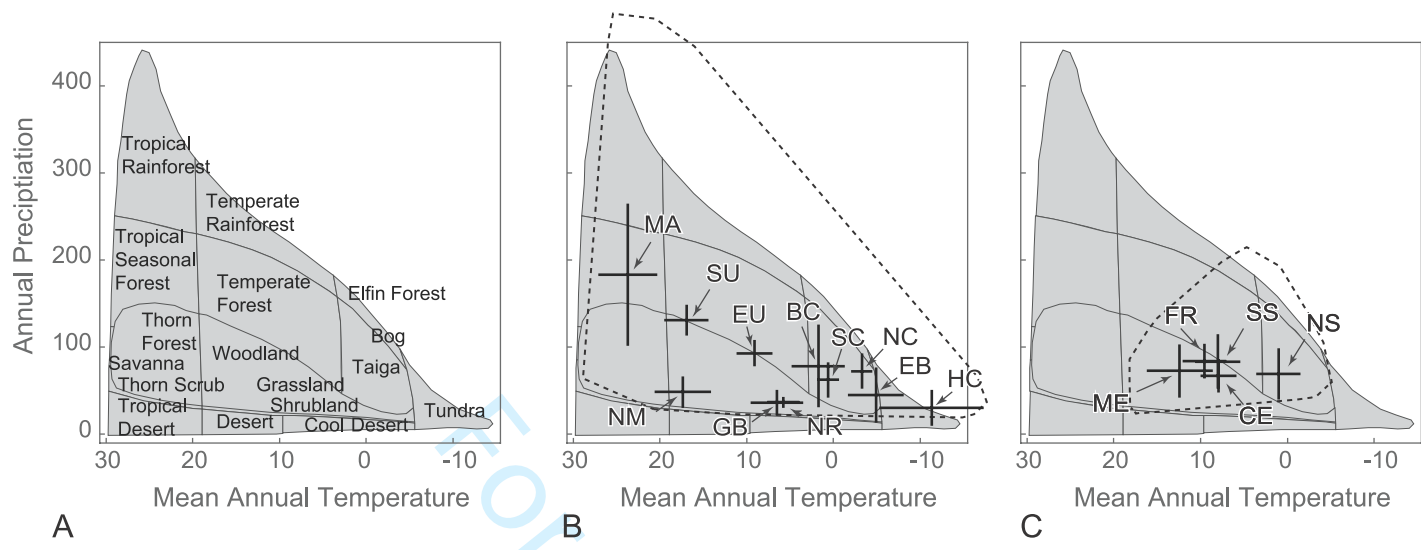 Annual Preciptiation
400
300
200
100
0
Tropical
Rainforest
Temperate
Rainforest
Tropical
Seasonal
Forest
Temperate
Forest
Elfin Forest
Thorn
Forest
Bog
Woodland
Taiga
Savanna
Thorn Scrub
Grassland
Shrubland
Tropical
Desert
Desert
Cool Desert
Tundra
30 20 10 0 -10
Mean Annual Temperature
A
MA
SU
EU
BC
SC
NC
EB
HC
NM
GB
NR
30 20 10 0 -10
Mean Annual Temperature
B
FR
SS
NS
ME
CE
30 20 10 0 -10
Mean Annual Temperature
C
For